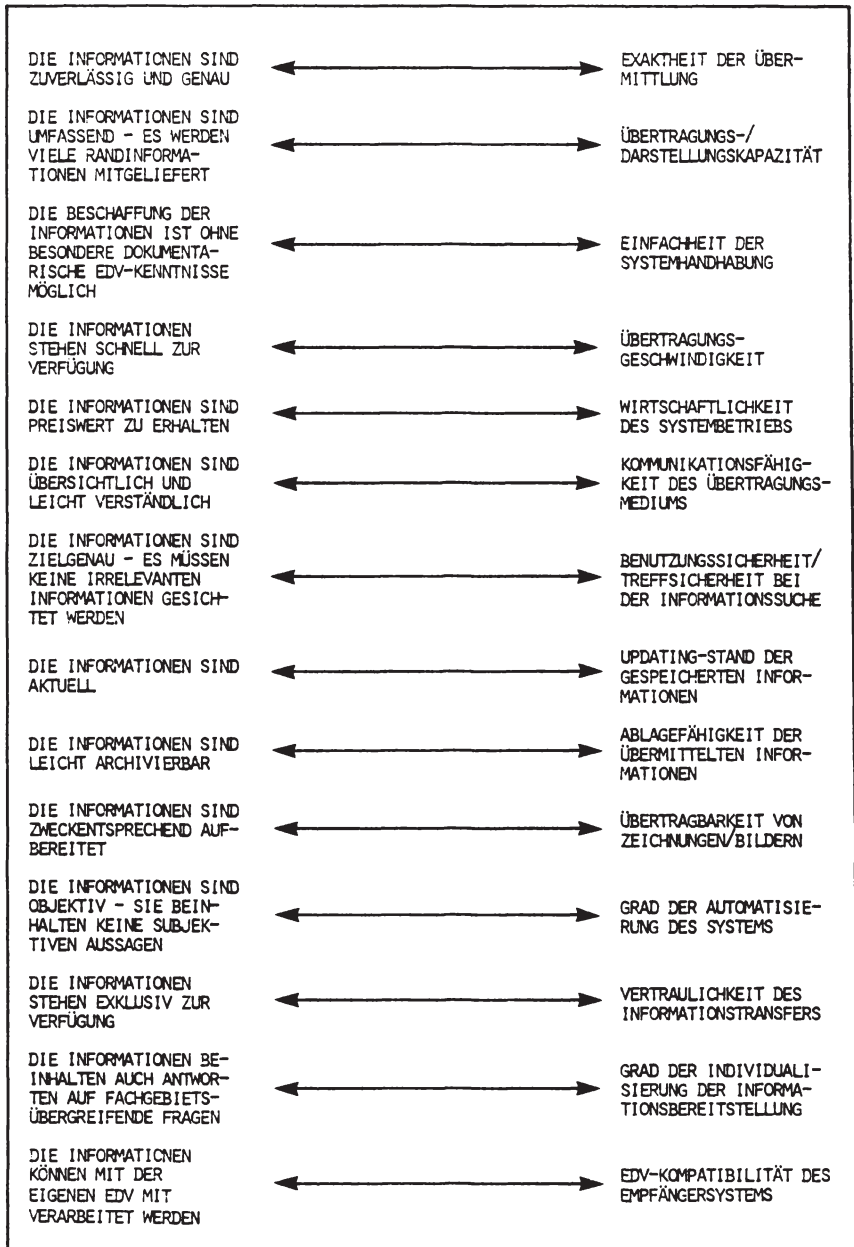 DIE INFORMATIONEN SIND
ZUVERLÄSSIG UND GENAU
EXAKTHEIT DER ÜBER-
MITTLUNG
DIE INFORMATIONEN SIND
UMFASSEND - ES WERDEN
VIELE RANDINFORMA-
TIONEN MITGELIEFERT
ÜBERTRAGUNGS-/
DARSTELLUNGSKAPAZITÄT
DIE BESCHAFFUNG DER
INFORMATIONEN IST OHNE
BESONDERE DOKUMENTA-
RISCHE EDV-KENNTNISSE
MÖGLICH
EINFACHHEIT DER
SYSTEMHANDHABUNG
DIE INFORMATIONEN
STEHEN SCHNELL ZUR
VERFÜGUNG
ÜBERTRAGUNGS-
GESCHWINDIGKEIT
DIE INFORMATIONEN SIND
PREISWERT ZU ERHALTEN
WIRTSCHAFTLICHKEIT
DES SYSTEMBETRIEBS
DIE INFORMATIONEN SIND
ÜBERSICHTLICH UND
LEICHT VERSTÄNDLICH
KOMMUNIKATIONSFÄHIG-
KEIT DES ÜBERTRAGUNGS-
MEDIUMS
DIE INFORMATIONEN SIND
ZIELGENAU - ES MÜSSEN
KEINE IRRELEVANTEN
INFORMATIONEN GESICH-
TET WERDEN
BENUTZUNGSSICHERHEIT/
TREFFSICHERHEIT BEI
DER INFORMATIONSSUCHE
DIE INFORMATIONEN SIND
AKTUELL
UPDATING-STAND DER
GESPEICHERTEN INFOR-
MATIONEN
DIE INFORMATIONEN SIND
LEICHT ARCHIVIERBAR
ABLAGEFÄHIGKEIT DER
ÜBERMITTELTEN INFOR-
MATIONEN
DIE INFORMATIONEN SIND
ZWECKENTSPRECHEND AUF-
BEREITET
ÜBERTRAGBARKEIT VON
ZEICHNUNGEN/BILDERN
DIE INFORMATIONEN SIND
OBJEKTIV - SIE BEIN-
HALTEN KEINE SUBJEK-
TIVEN AUSSAGEN
GRAD DER AUTOMATISIE-
RUNG DES SYSTEMS
DIE INFORMATIONEN
STEHEN EXKLUSIV ZUR
VERFÜGUNG
VERTRAULICHKEIT DES
INFORMATIONSTRANSFERS
DIE INFORMATIONEN BE-
INHALTEN AUCH ANTWOR-
TEN AUF FACHGEBIETS-
ÜBERGREIFENDE FRAGEN
GRAD DER INDIVIDUALI-
SIERUNG DER INFORMA-
TIONSBEREITSTELLUNG
DIE INFORMATIONEN
KÖNNEN MIT DER
EIGENEN EDV MIT
VERARBEITET WERDEN
EDV-KOMPATIBILITÄT DES
EMPFÄNGERSYSTEMS